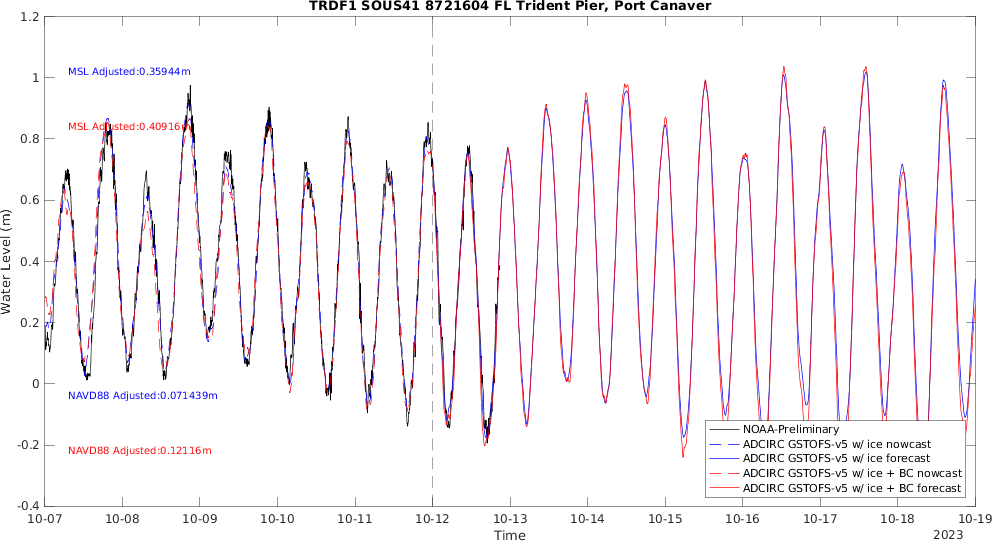 TRDF1 SOUS41 8721604 FL Trident Pier, Port Canaver
1.2
1
0.8
0.6
0.4
0.2
0
-0.2
-0.4
Water Level (m)
MSL Adjusted:0.35944m
MSL Adjusted:0.40916m
NAVD88 Adjusted:0.071439m
NAVD88 Adjusted:0.12116m
NOAA-Preliminary
ADCIRC GSTOFS-v5 w/ ice nowcast
ADCIRC GSTOFS-v5 w/ ice forecast
ADCIRC GSTOFS-v5 w/ ice + BC nowcast
ADCIRC GSTOFS-v5 w/ ice + BC forecast
10-07 10-08 10-09 10-10 10-11 10-12 10-13 10-14 10-15 10-16 10-17 10-18 10-19
Time
2023